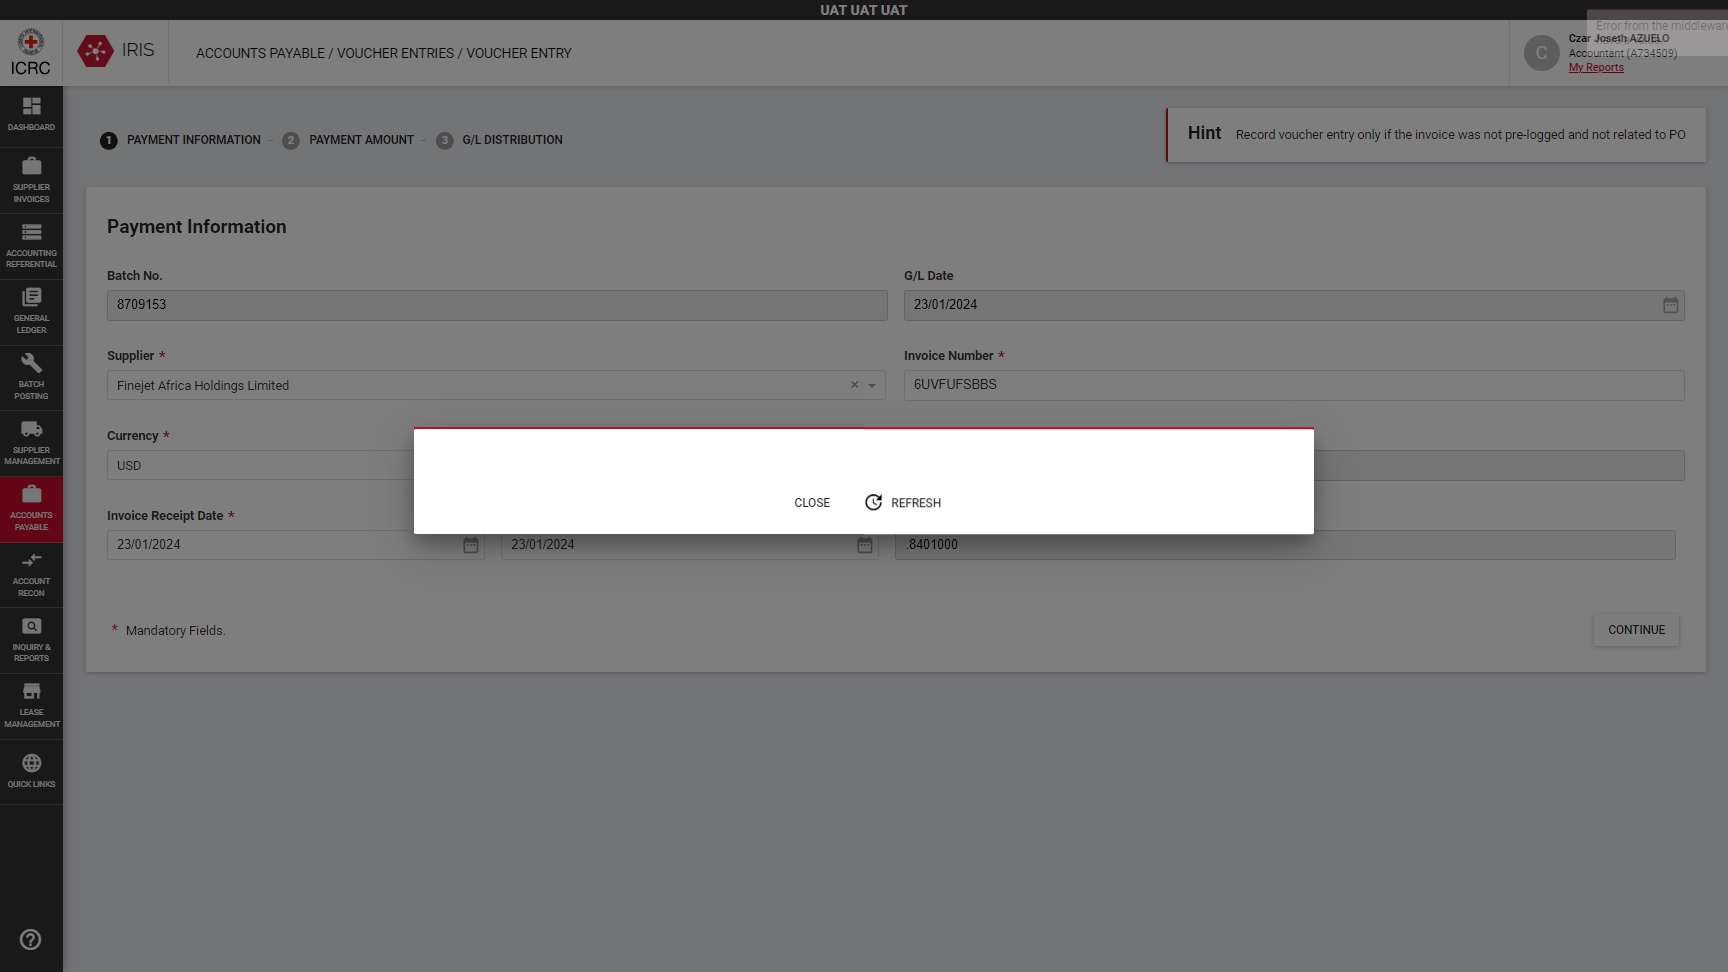 UAT UAT UAT
Error from the middleware
ICRC
IRIS
ACCOUNTS PAYABLE / VOUCHER ENTRIES / VOUCHER ENTRY
C
Czar Joseth AZUELO
Accountant (A734509)
My Reports
DASHBOARD
SUPPLIER
INVOICES
ACCOUNTING
REFERENTIAL
GENERAL
LEDGER
BATCH
POSTING
SUPPLIER
MANAGEMENT
ACCOUNTS
PAYABLE
ACCOUNT
RECON
INQUIRY &
REPORTS
LEASE
MANAGEMENT
QUICK LINKS
1 PAYMENT INFORMATION - 2 PAYMENT AMOUNT - 3 G/L DISTRIBUTION
Hint Record voucher entry only if the invoice was not pre-logged and not related to PO
Payment Information
Batch No.
8709153
G/L Date
23/01/2024
Supplier *
Finejet Africa Holdings Limited
Invoice Number *
6UVFUFSBBS
Currency *
USD
CLOSE
REFRESH
Invoice Receipt Date *
23/01/2024
23/01/2024
.8401000
* Mandatory Fields.
CONTINUE